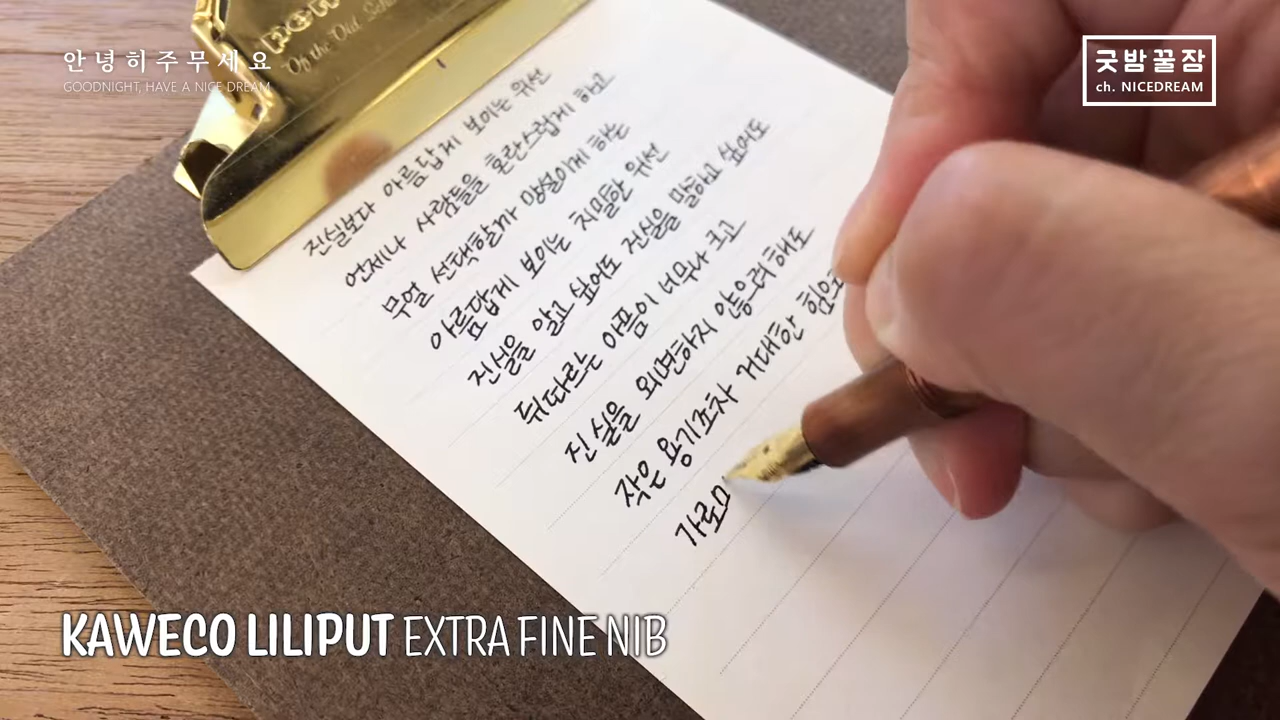 안녕히주무세요
GOODNIGHT, HAVE A NICE DREAM
굿밤꿀잠
ch. NICEDREAM
Of the Old
진실보다 아름답게 보이는 위선
언제나 사람들을 혼란스럽게 하고
무얼 선택할까 망설이게 하는
아름답게 보이는 치밀한 위선
진실을 알고 싶어도 진실을 말하고 싶어도
뒤따르는 아픔이 너무나 크고
진실을 외면하지 않으려 해도
작은 용기조차 거대한 힘으로
가로마
KAWECO LILIPUT EXTRA FINE NIB